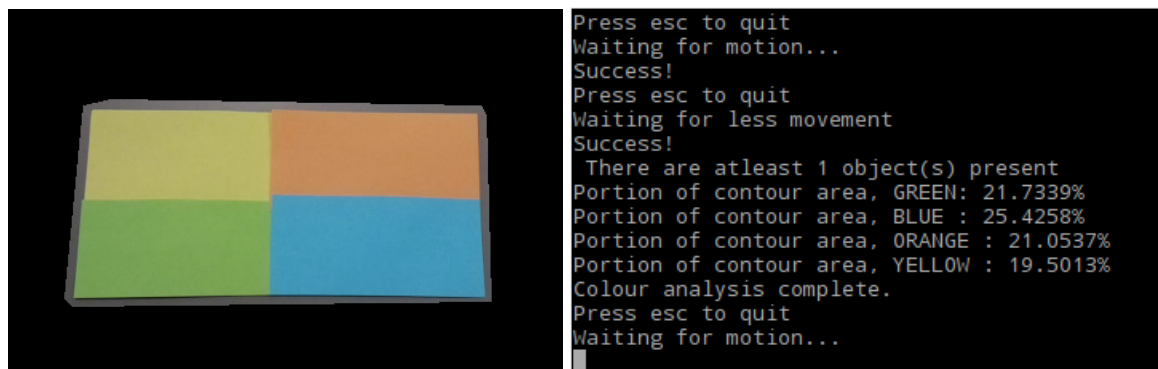 Press esc to quit
Waiting for motion...
Success!
Press esc to quit
Waiting for less movement
Success!
There are atleast 1 object(s) present
Portion of contour area, GREEN: 21.7339%
Portion of contour area, BLUE : 25.4258%
Portion of contour area, ORANGE : 21.0537%
Portion of contour area, YELLOW : 19.5013%
Colour analysis complete.
Press esc to quit
Waiting for motion...